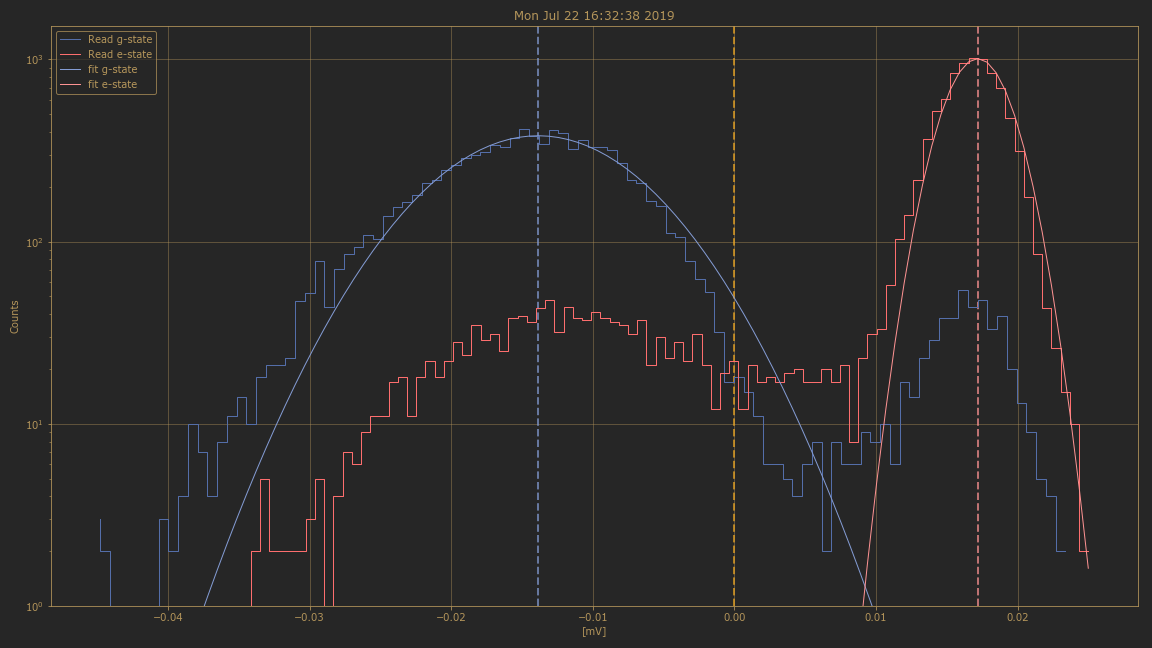 Mon Jul 22 16:32:38 2019
Read g-state
Read e-state
fit g-state
fit e-state
Counts
10³
10²
10¹
10⁰
−0.04 −0.03 −0.02 −0.01 0.00 0.01 0.02
[mV]